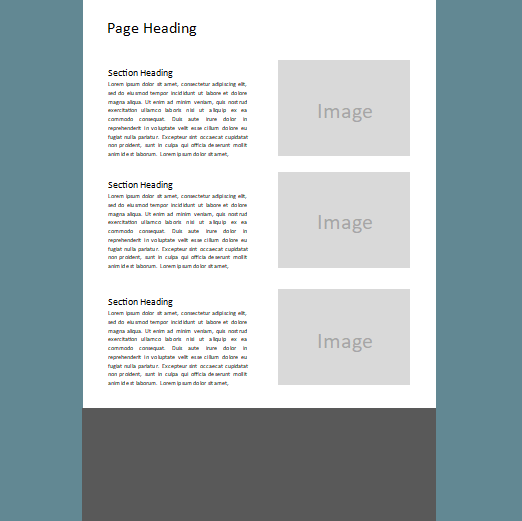 Page Heading
Section Heading
Lorem ipsum dolor sit amet, consectetur adipiscing elit,
sed do eiusmod tempor incididunt ut labore et dolore
magna aliqua. Ut enim ad minim veniam, quis nostrud
exercitation ullamco laboris nisi ut aliquip ex ea
commodo consequat. Duis aute irure dolor in
reprehenderit in voluptate velit esse cillum dolore eu
fugiat nulla pariatur. Excepteur sint occaecat cupidatat
non proident, sunt in culpa qui officia deserunt mollit
anim id est laborum. Lorem ipsum dolor sit amet,
Image
Section Heading
Lorem ipsum dolor sit amet, consectetur adipiscing elit,
sed do eiusmod tempor incididunt ut labore et dolore
magna aliqua. Ut enim ad minim veniam, quis nostrud
exercitation ullamco laboris nisi ut aliquip ex ea
commodo consequat. Duis aute irure dolor in
reprehenderit in voluptate velit esse cillum dolore eu
fugiat nulla pariatur. Excepteur sint occaecat cupidatat
non proident, sunt in culpa qui officia deserunt mollit
anim id est laborum. Lorem ipsum dolor sit amet,
Image
Section Heading
Lorem ipsum dolor sit amet, consectetur adipiscing elit,
sed do eiusmod tempor incididunt ut labore et dolore
magna aliqua. Ut enim ad minim veniam, quis nostrud
exercitation ullamco laboris nisi ut aliquip ex ea
commodo consequat. Duis aute irure dolor in
reprehenderit in voluptate velit esse cillum dolore eu
fugiat nulla pariatur. Excepteur sint occaecat cupidatat
non proident, sunt in culpa qui officia deserunt mollit
anim id est laborum. Lorem ipsum dolor sit amet,
Image